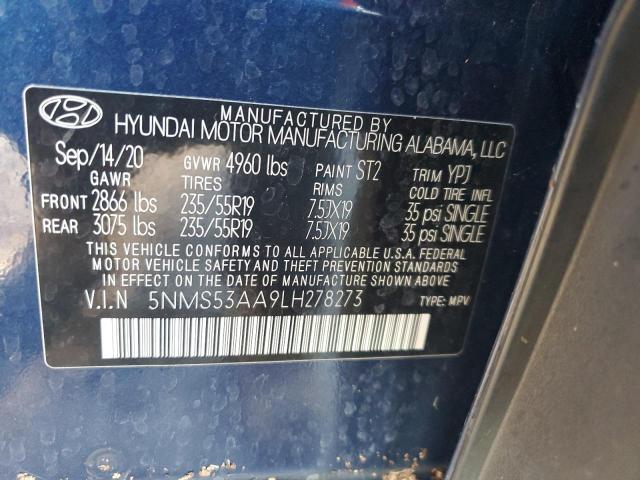 MANUFACTURED BY
HYUNDAI MOTOR MANUFACTURING ALABAMA, LLC
Sep/14/20 GVWR 4960 lbs PAINT ST2 TRIM YPJ
GAWR TIRES RIMS COLD TIRE INFL
FRONT 2866 lbs 235/55R19 7.5JX19 35 psi SINGLE
REAR 3075 lbs 235/55R19 7.5JX19 35 psi SINGLE
THIS VEHICLE CONFORMS TO ALL APPLICABLE U.S.A. FEDERAL
MOTOR VEHICLE SAFETY AND THEFT PREVENTION STANDARDS
IN EFFECT ON THE DATE OF MANUFACTURE SHOWN ABOVE.
V.I.N 5NMS53AA9LH278273 TYPE: MPV